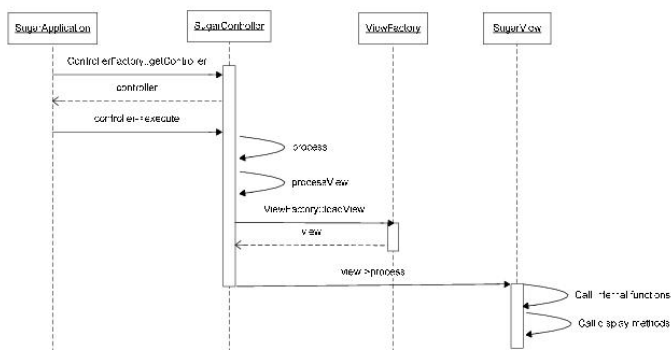 SugarApplication
SugarController
ViewFactory
SugarView
ControllerFactory::getController
controller
controller->execute
process
processView
ViewFactory::loadView
view
view->process
Call internal functions
Call display methods